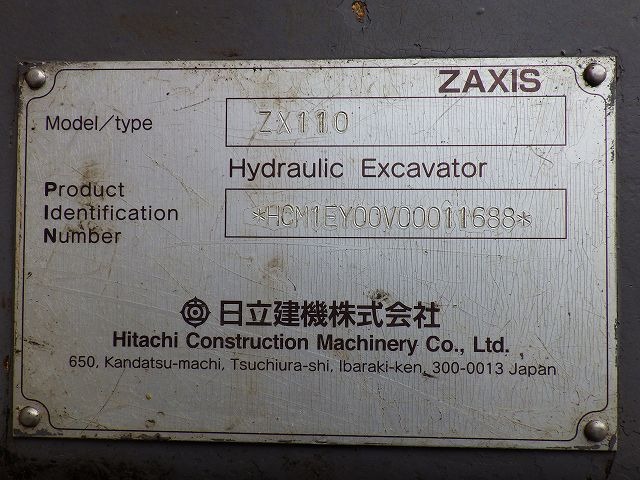 ZAXIS
Model/type ZX110
Hydraulic Excavator
Product
Identification *HCM1EY00V00011688*
Number
日立建機株式会社
Hitachi Construction Machinery Co., Ltd.
650, Kandatsu-machi, Tsuchiura-shi, Ibaraki-ken, 300-0013 Japan